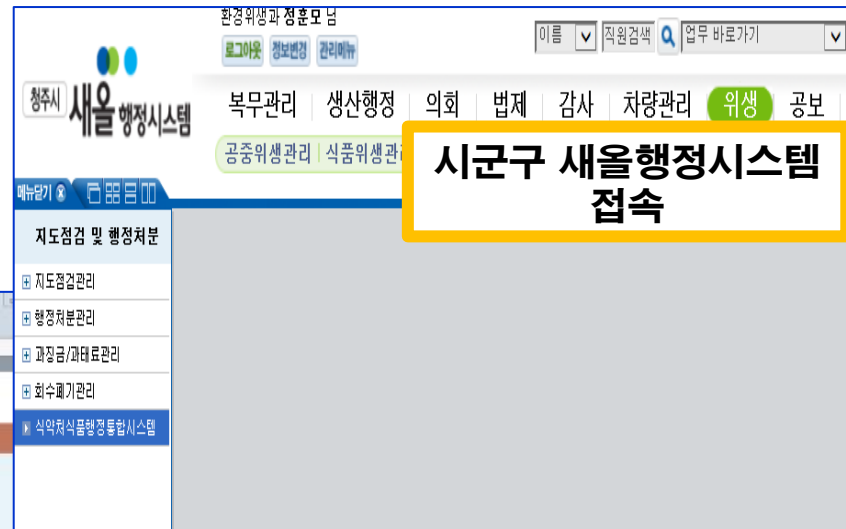 환경위생과 정훈모 님
이름 직원검색 업무 바로가기
로그아웃 정보변경 관리메뉴
청주시 새올 행정시스템
복무관리 생산행정 의회 법제 감사 차량관리 위생 공보
공중위생관리 식품위생관리
시군구 새올행정시스템
접속
메뉴닫기
지도점검 및 행정처분
지도점검관리
행정처분관리
과징금/과태료관리
회수폐기관리
식약처식품행정통합시스템